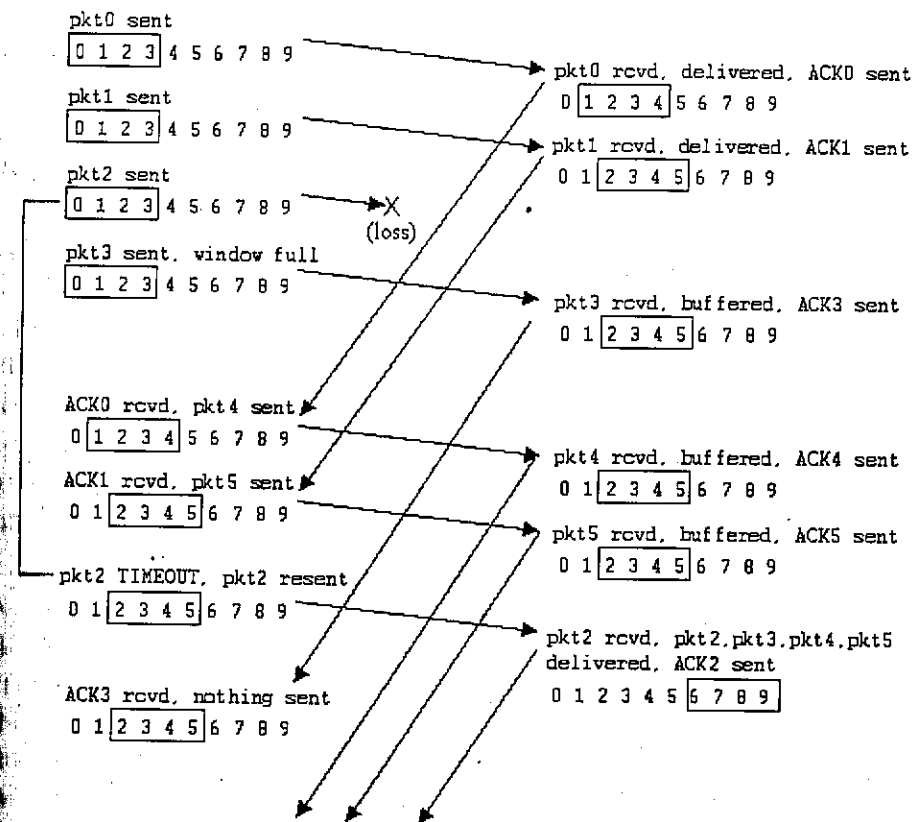 pkt0 sent
0 1 2 3 4 5 6 7 8 9
pkt1 sent
0 1 2 3 4 5 6 7 8 9
pkt2 sent
0 1 2 3 4 5 6 7 8 9
X
(loss)
pkt3 sent, window full
0 1 2 3 4 5 6 7 8 9
ACK0 rcvd, pkt4 sent
0 1 2 3 4 5 6 7 8 9
ACK1 rcvd, pkt5 sent
0 1 2 3 4 5 6 7 8 9
pkt2 TIMEOUT, pkt2 resent
0 1 2 3 4 5 6 7 8 9
ACK3 rcvd, nothing sent
0 1 2 3 4 5 6 7 8 9
pkt0 rcvd, delivered, ACK0 sent
0 1 2 3 4 5 6 7 8 9
pkt1 rcvd, delivered, ACK1 sent
0 1 2 3 4 5 6 7 8 9
pkt3 rcvd, buffered, ACK3 sent
0 1 2 3 4 5 6 7 8 9
pkt4 rcvd, buffered, ACK4 sent
0 1 2 3 4 5 6 7 8 9
pkt5 rcvd, buffered, ACK5 sent
0 1 2 3 4 5 6 7 8 9
pkt2 rcvd, pkt2,pkt3,pkt4,pkt5
delivered, ACK2 sent
0 1 2 3 4 5 6 7 8 9